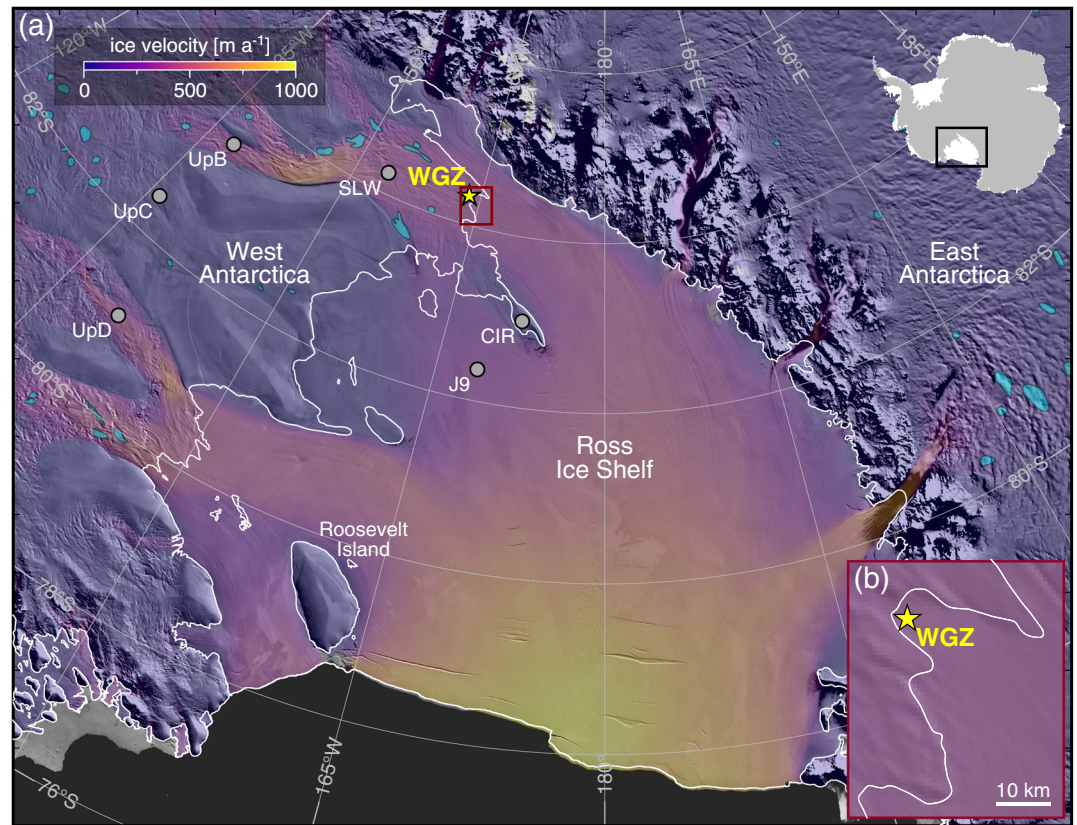 (a)
ice velocity [m a⁻¹]
0 500 1000
120°W
150°W
180°
165°E
150°E
135°E
82°S
UpB
SLW
WGZ
UpC
West
Antarctica
East
Antarctica
82°S
UpD
CIR
J9
80°S
Ross
Ice Shelf
80°S
Roosevelt
Island
78°S
(b)
WGZ
10 km
165°W
180°
76°S